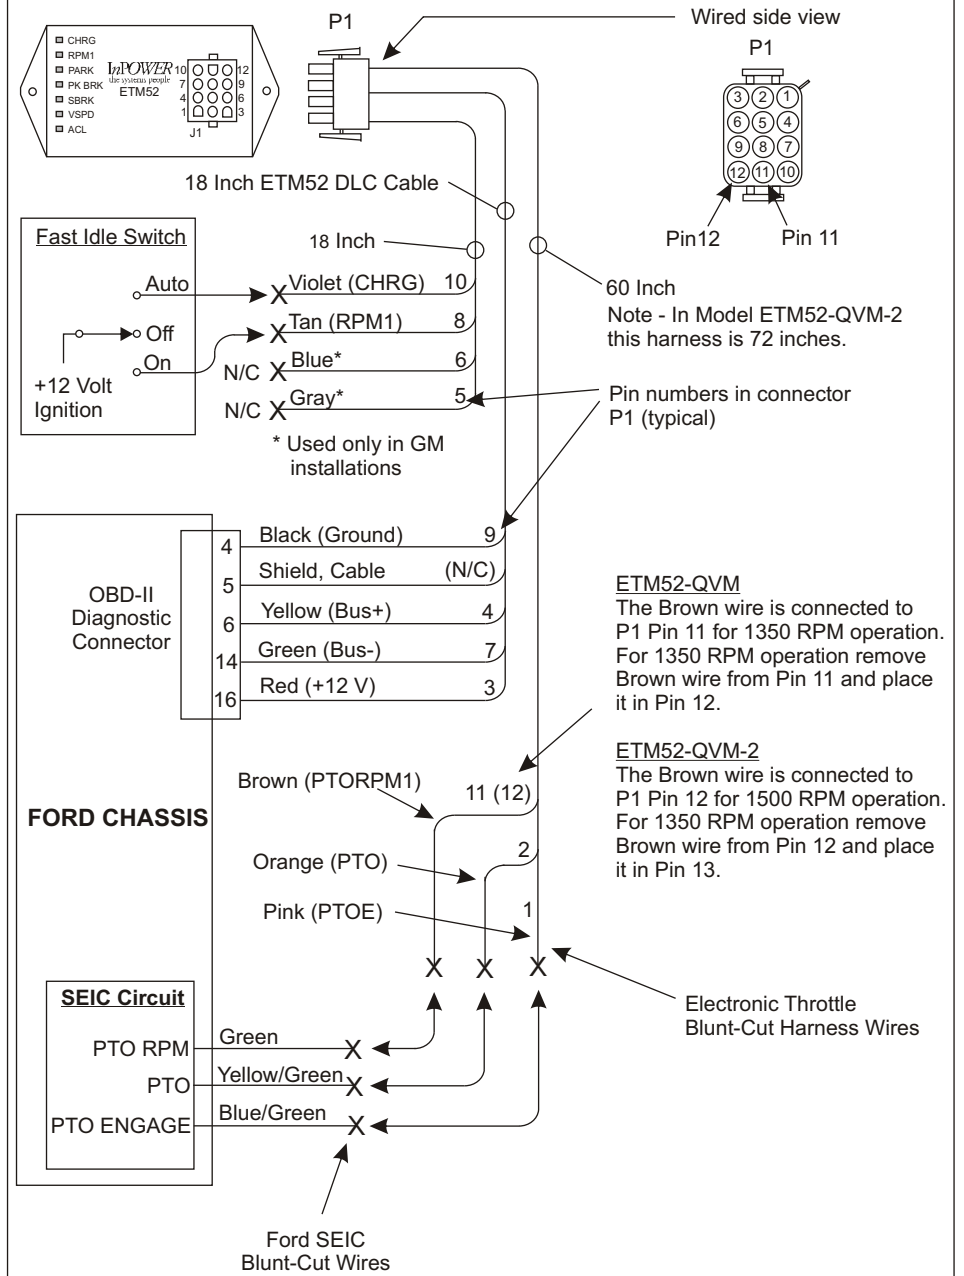 CHRG
RPM1
PARK
PK BRK
SBRK
VSPD
ACL
InPOWER
the systems people
ETM52
10 12
7 9
4 6
1 3
J1
P1
Wired side view
P1
3 2 1
6 5 4
9 8 7
12 11 10
Pin12
Pin 11
18 Inch ETM52 DLC Cable
18 Inch
Fast Idle Switch
Auto
Off
On
+12 Volt
Ignition
X Violet (CHRG) 10
X Tan (RPM1) 8
N/C X Blue* 6
N/C X Gray* 5
* Used only in GM
installations
60 Inch
Note - In Model ETM52-QVM-2
this harness is 72 inches.
Pin numbers in connector
P1 (typical)
OBD-II
Diagnostic
Connector
4 Black (Ground) 9
5 Shield, Cable (N/C)
6 Yellow (Bus+) 4
14 Green (Bus-) 7
16 Red (+12 V) 3
ETM52-QVM
The Brown wire is connected to
P1 Pin 11 for 1350 RPM operation.
For 1350 RPM operation remove
Brown wire from Pin 11 and place
it in Pin 12.
ETM52-QVM-2
The Brown wire is connected to
P1 Pin 12 for 1500 RPM operation.
For 1350 RPM operation remove
Brown wire from Pin 12 and place
it in Pin 13.
FORD CHASSIS
Brown (PTORPM1)
11 (12)
Orange (PTO)
2
Pink (PTOE)
1
X X X
Electronic Throttle
Blunt-Cut Harness Wires
SEIC Circuit
PTO RPM Green X
PTO Yellow/Green X
PTO ENGAGE Blue/Green X
Ford SEIC
Blunt-Cut Wires